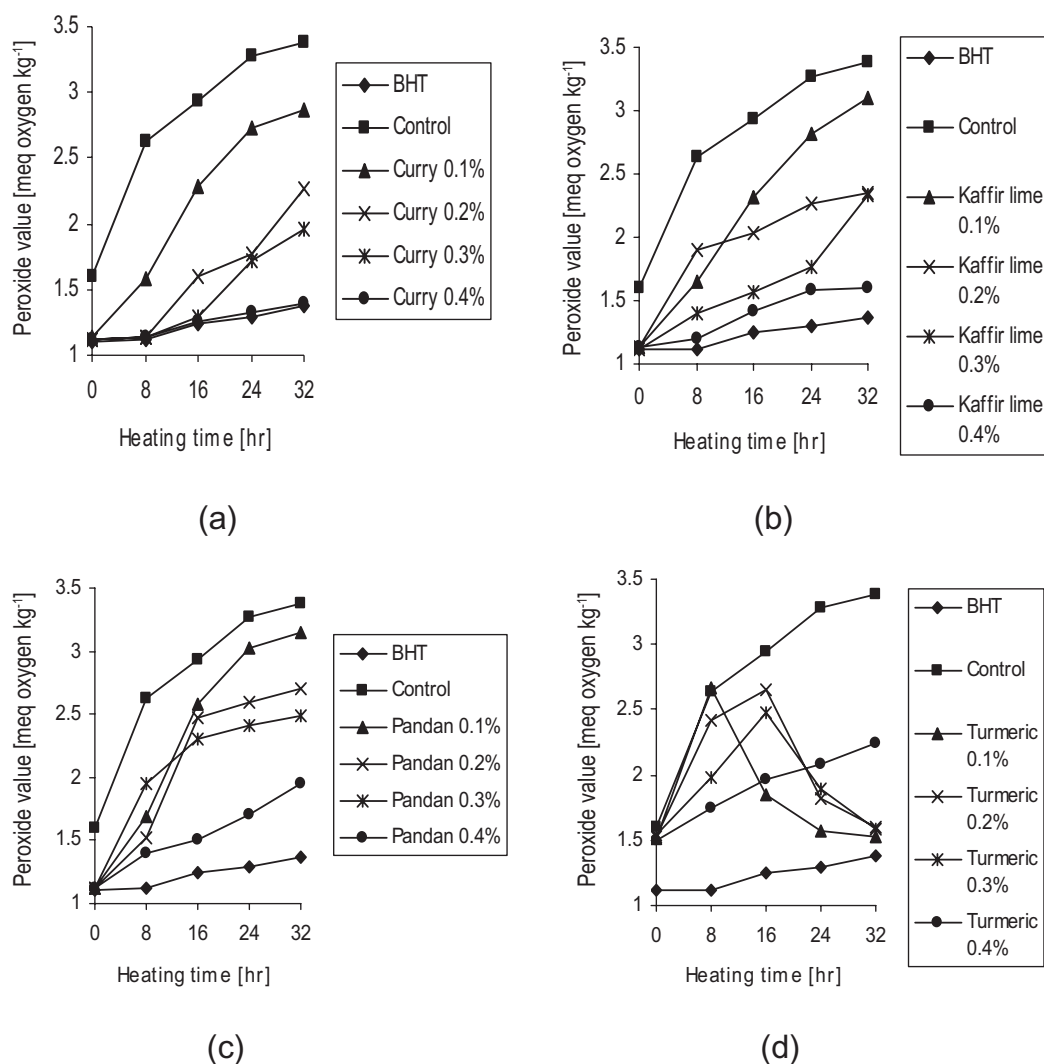 Peroxide value [meq oxygen kg-1]
3.5
3
2.5
2
1.5
1
0 8 16 24 32
Heating time [hr]
BHT
Control
Curry 0.1%
Curry 0.2%
Curry 0.3%
Curry 0.4%
(a)
Peroxide value [meq oxygen kg-1]
3.5
3
2.5
2
1.5
1
0 8 16 24 32
Heating time [hr]
BHT
Control
Kaffir lime
0.1%
Kaffir lime
0.2%
Kaffir lime
0.3%
Kaffir lime
0.4%
(b)
Peroxide value [meq oxygen kg-1]
3.5
3
2.5
2
1.5
1
0 8 16 24 32
Heating time [hr]
BHT
Control
Pandan 0.1%
Pandan 0.2%
Pandan 0.3%
Pandan 0.4%
(c)
Peroxide value [meq oxygen kg-1]
3.5
3
2.5
2
1.5
1
0 8 16 24 32
Heating time [hr]
BHT
Control
Turmeric
0.1%
Turmeric
0.2%
Turmeric
0.3%
Turmeric
0.4%
(d)